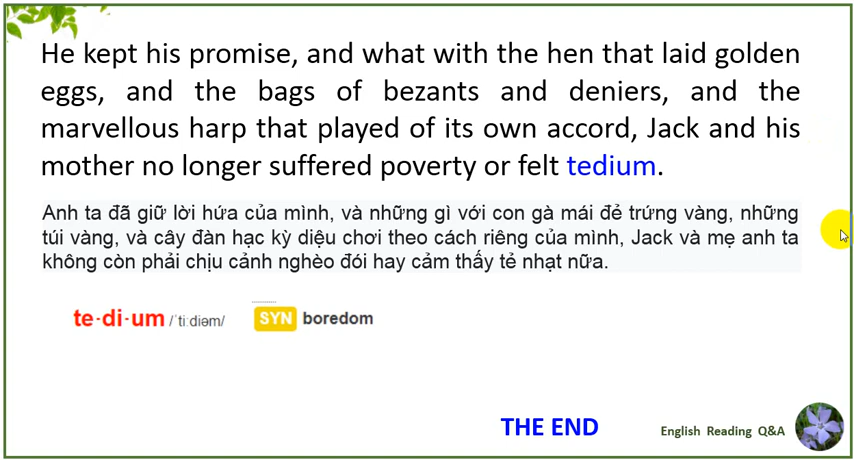 He kept his promise, and what with the hen that laid golden
eggs, and the bags of bezants and deniers, and the
marvellous harp that played of its own accord, Jack and his
mother no longer suffered poverty or felt tedium.
Anh ta đã giữ lời hứa của mình, và những gì với con gà mái đẻ trứng vàng, những
túi vàng, và cây đàn hạc kỳ diệu chơi theo cách riêng của mình, Jack và mẹ anh ta
không còn phải chịu cảnh nghèo đói hay cảm thấy tẻ nhạt nữa.
te·di·um /ˈtiːdiəm/ SYN boredom
THE END
English Reading Q&A